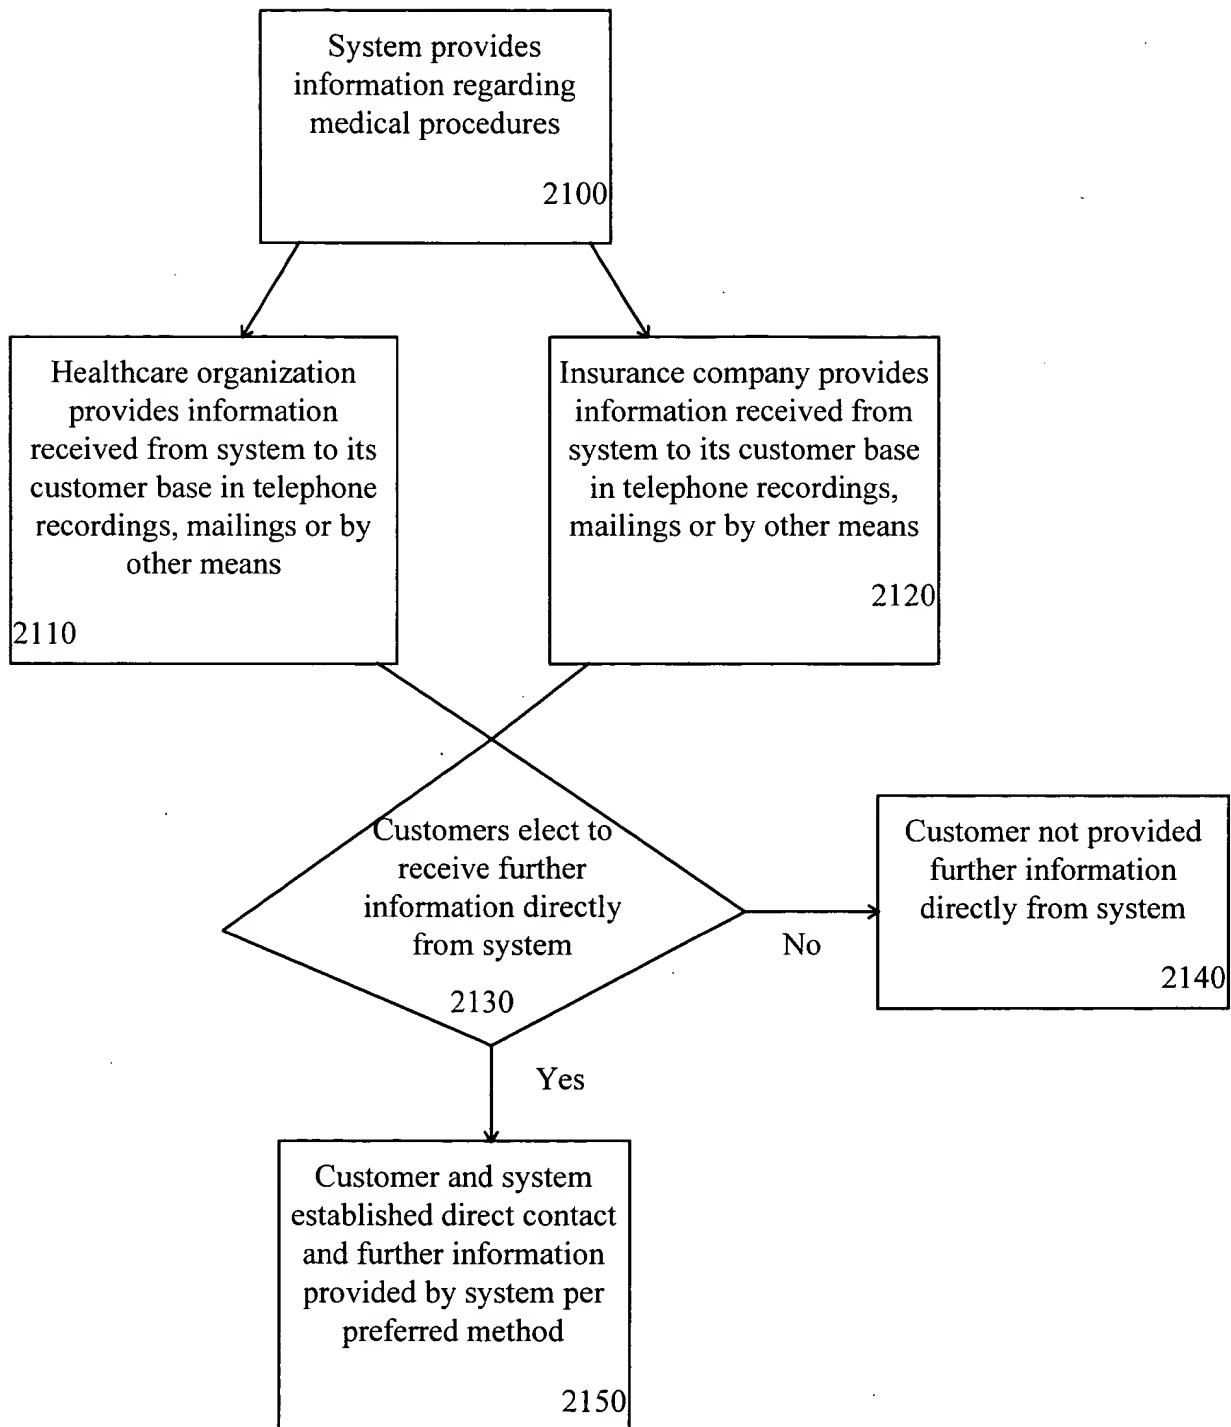 System provides
information regarding
medical procedures
2100
Healthcare organization
provides information
received from system to its
customer base in telephone
recordings, mailings or by
other means
2110
Insurance company provides
information received from
system to its customer base
in telephone recordings,
mailings or by other means
2120
Customers elect to
receive further
information directly
from system
2130
No
Customer not provided
further information
directly from system
2140
Yes
Customer and system
established direct contact
and further information
provided by system per
preferred method
2150